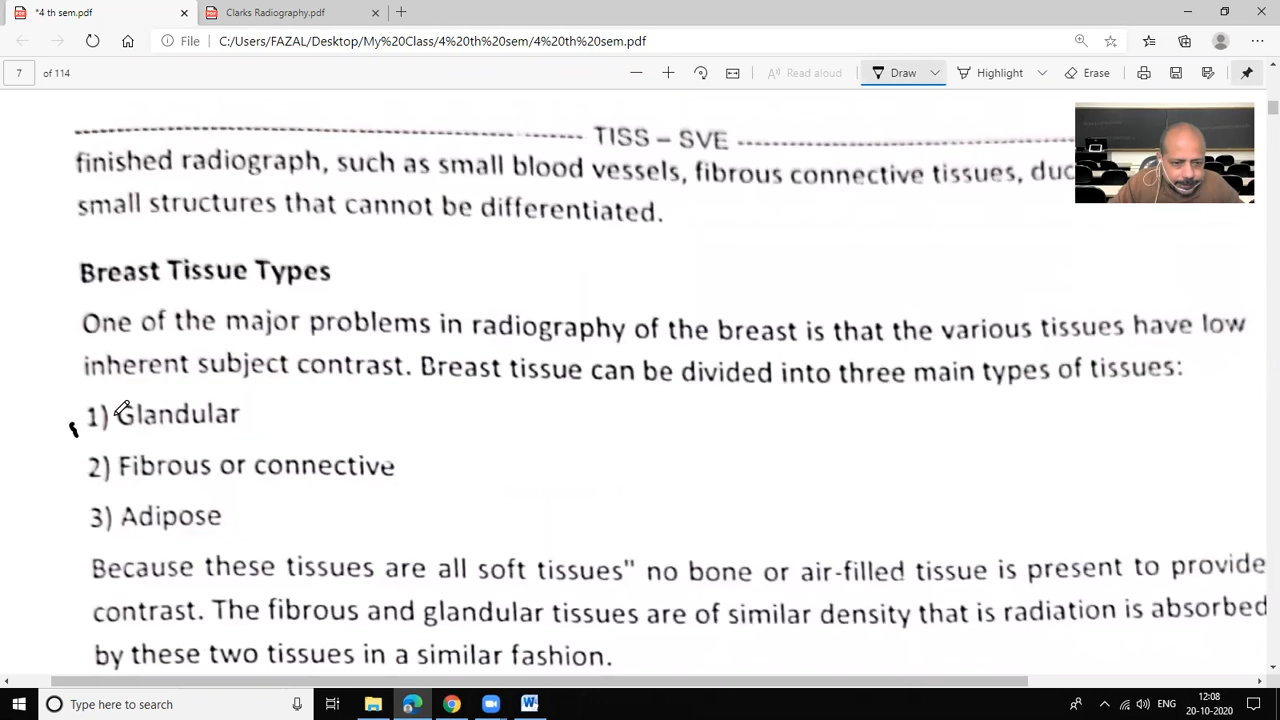 *4 th sem.pdf
Clarks Radiography.pdf
File C:/Users/FAZAL/Desktop/My%20Class/4%20th%20sem/4%20th%20sem.pdf
7 of 114 Read aloud Draw Highlight Erase
TISS – SVE
finished radiograph, such as small blood vessels, fibrous connective tissues,
small structures that cannot be differentiated.
Breast Tissue Types
One of the major problems in radiography of the breast is that the various tissues have low
inherent subject contrast. Breast tissue can be divided into three main types of tissues:
1) Glandular
2) Fibrous or connective
3) Adipose
Because these tissues are all soft tissues" no bone or air-filled tissue is present to provide
contrast. The fibrous and glandular tissues are of similar density that is radiation is absorbed
by these two tissues in a similar fashion.
Type here to search
ENG
12:08
20-10-2020